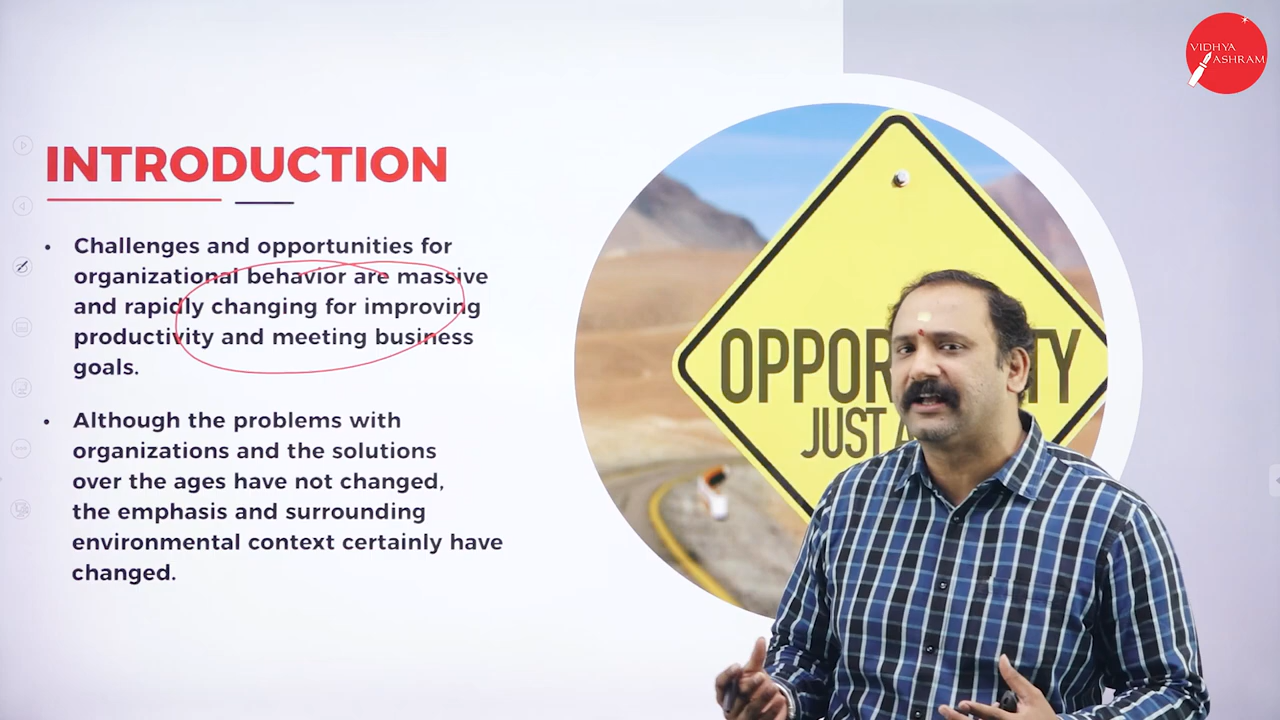 VIDHYA
ASHRAM
INTRODUCTION
• Challenges and opportunities for
organizational behavior are massive
and rapidly changing for improving
productivity and meeting business
goals.
• Although the problems with
organizations and the solutions
over the ages have not changed,
the emphasis and surrounding
environmental context certainly have
changed.
OPPOR TY
JUST A